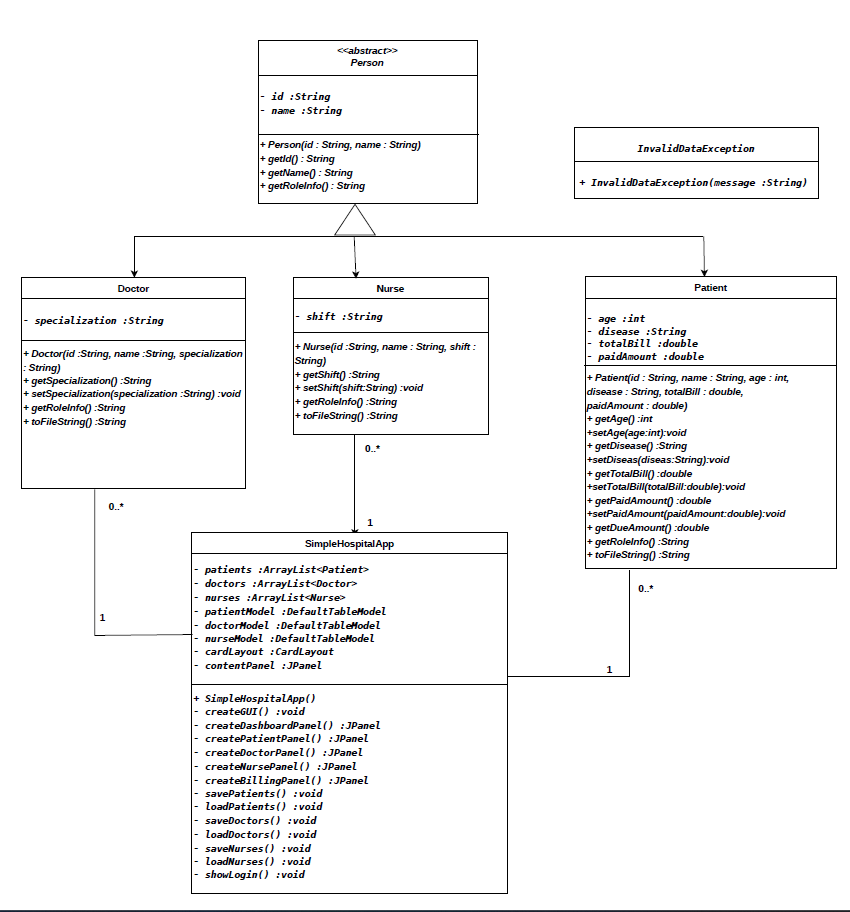 <<abstract>>
Person
- id :String
- name :String
+ Person(id : String, name : String)
+ getId() : String
+ getName() : String
+ getRoleInfo() : String
InvalidDataException
+ InvalidDataException(message :String)
Doctor
- specialization :String
+ Doctor(id :String, name :String, specialization
: String)
+ getSpecialization() :String
+ setSpecialization(specialization :String) :void
+ getRoleInfo() :String
+ toFileString() :String
Nurse
- shift :String
+ Nurse(id :String, name : String, shift :
String)
+ getShift() :String
+ setShift(shift:String) :void
+ getRoleInfo() :String
+ toFileString() :String
Patient
- age :int
- disease :String
- totalBill :double
- paidAmount :double
+ Patient(id : String, name : String, age : int,
disease : String, totalBill : double,
paidAmount : double)
+ getAge() :int
+setAge(age:int):void
+ getDisease() :String
+setDiseas(diseas:String):void
+ getTotalBill() :double
+setTotalBill(totalBill:double):void
+ getPaidAmount() :double
+setPaidAmount(paidAmount:double):void
+ getDueAmount() :double
+ getRoleInfo() :String
+ toFileString() :String
0..*
1
0..*
1
0..*
1
SimpleHospitalApp
- patients :ArrayList<Patient>
- doctors :ArrayList<Doctor>
- nurses :ArrayList<Nurse>
- patientModel :DefaultTableModel
- doctorModel :DefaultTableModel
- nurseModel :DefaultTableModel
- cardLayout :CardLayout
- contentPanel :JPanel
+ SimpleHospitalApp()
- createGUI() :void
- createDashboardPanel() :JPanel
- createPatientPanel() :JPanel
- createDoctorPanel() :JPanel
- createNursePanel() :JPanel
- createBillingPanel() :JPanel
- savePatients() :void
- loadPatients() :void
- saveDoctors() :void
- loadDoctors() :void
- saveNurses() :void
- loadNurses() :void
- showLogin() :void